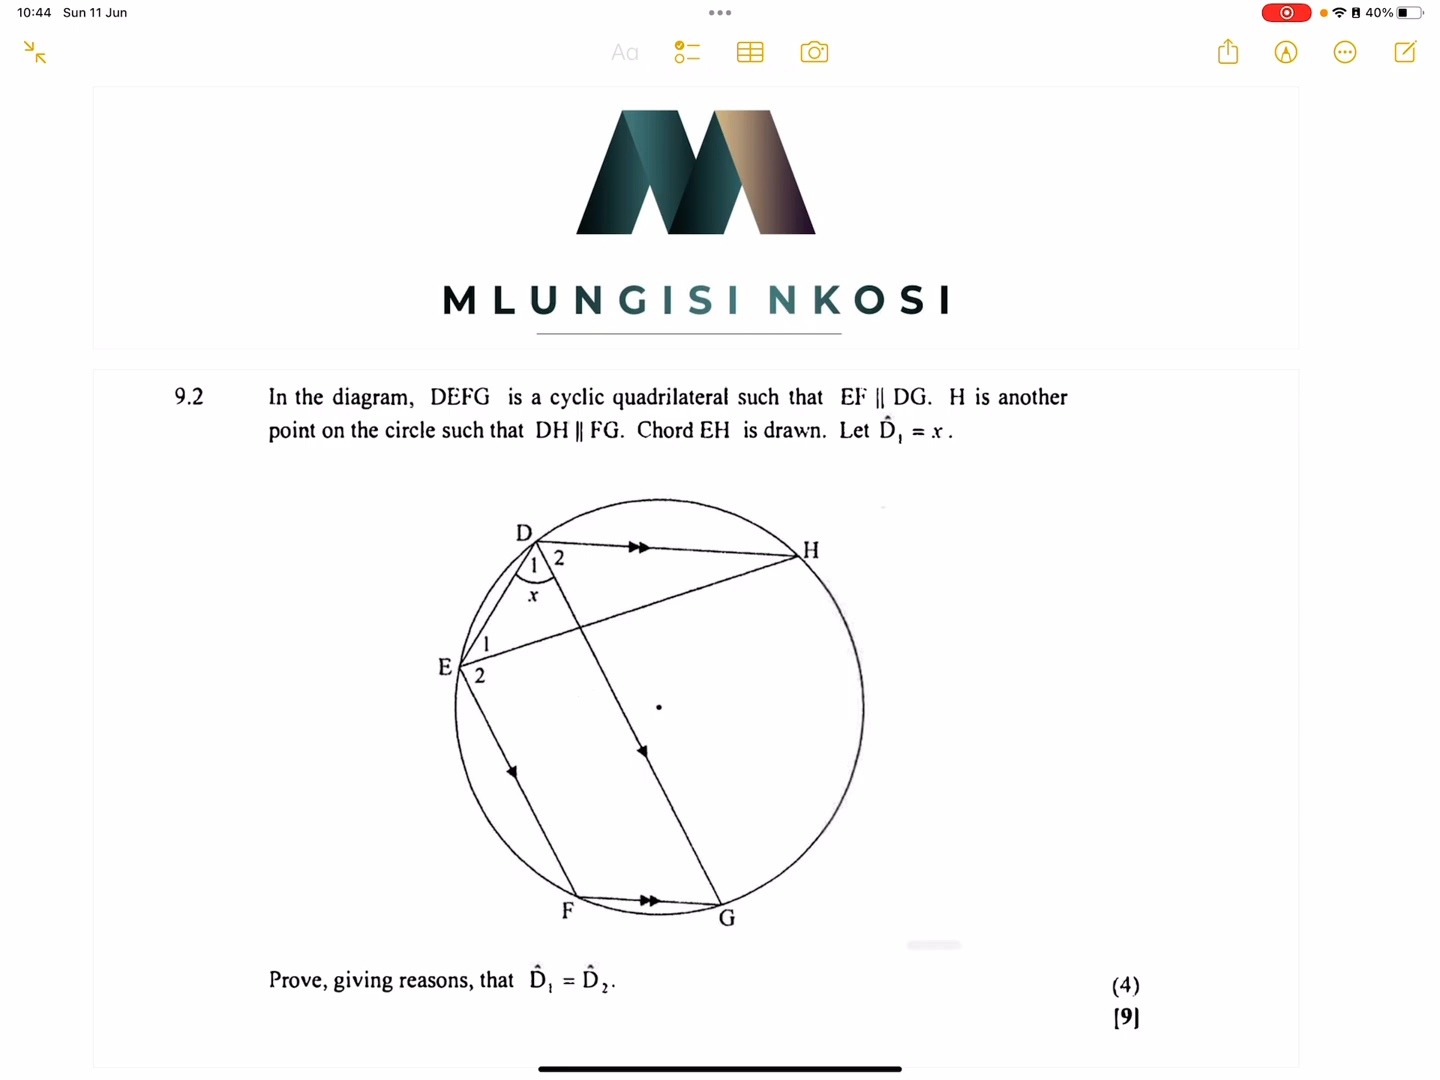 10:44 Sun 11 Jun
40%
Aa
MLUNGISI NKOSI
9.2 In the diagram, DEFG is a cyclic quadrilateral such that EF || DG. H is another
point on the circle such that DH || FG. Chord EH is drawn. Let D̂₁ = x.
D
H
1 2
x
1
E
2
F
G
Prove, giving reasons, that D̂₁ = D̂₂.
(4)
[9]